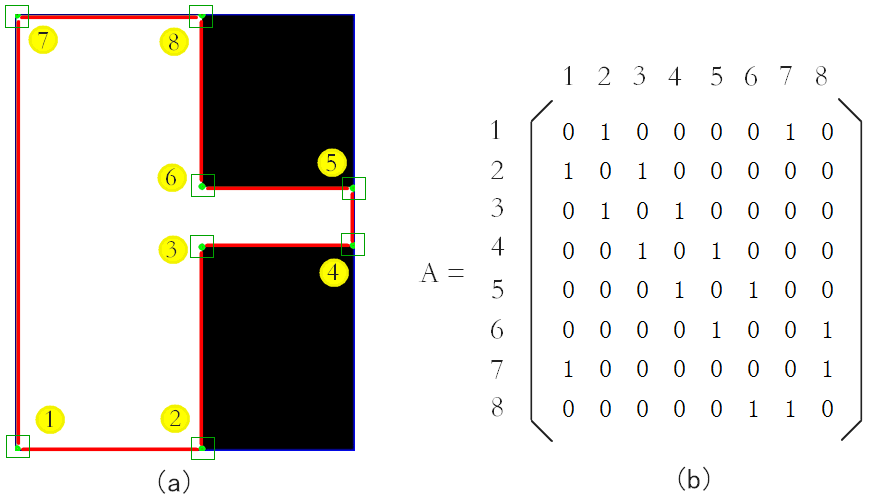 7 8
5
6
3
4
1 2
(a)
1 2 3 4 5 6 7 8
1 0 1 0 0 0 0 1 0
2 1 0 1 0 0 0 0 0
3 0 1 0 1 0 0 0 0
4 0 0 1 0 1 0 0 0
A =
5 0 0 0 1 0 1 0 0
6 0 0 0 0 1 0 0 1
7 1 0 0 0 0 0 0 1
8 0 0 0 0 0 1 1 0
(b)